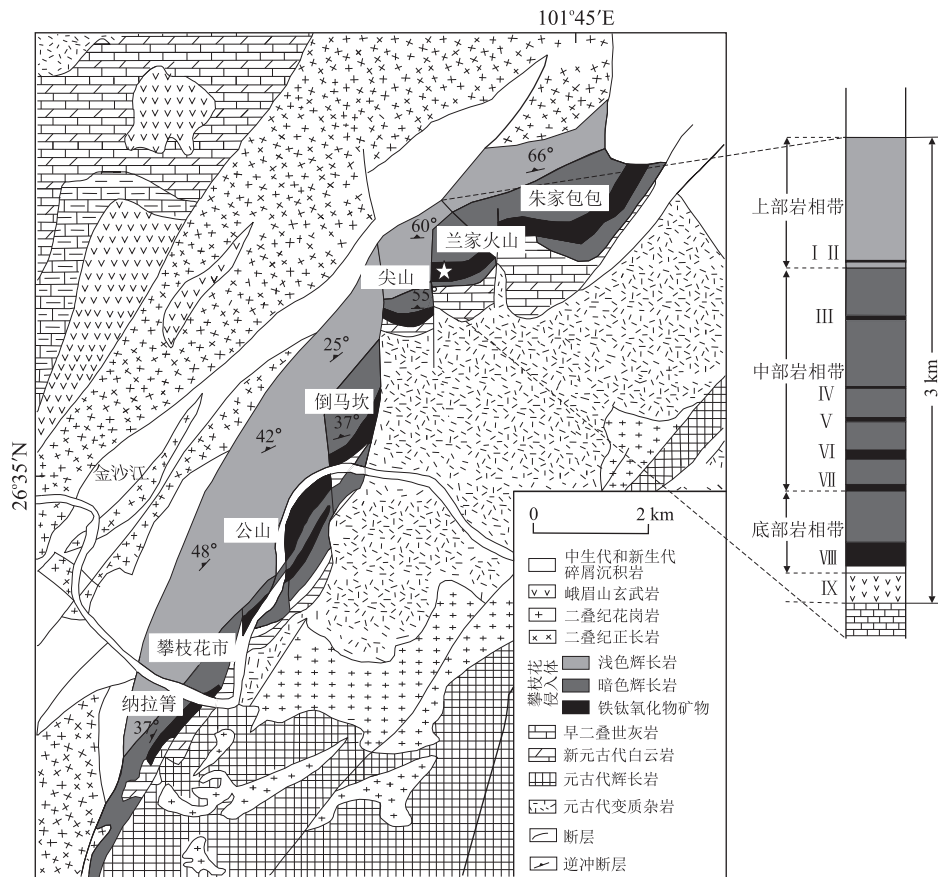 101°45′E
26°35′N
66°
朱家包包
60°
兰家火山
尖山
55°
25°
倒马坎
37°
42°
金沙江
公山
48°
攀枝花市
纳拉箐
37°
0 2 km
中生代和新生代
碎屑沉积岩
峨眉山玄武岩
二叠纪花岗岩
二叠纪正长岩
攀枝花
侵入体
浅色辉长岩
暗色辉长岩
铁钛氧化物矿物
早二叠世灰岩
新元古代白云岩
元古代辉长岩
元古代变质杂岩
断层
逆冲断层
上部岩相带
I II
III
中部岩相带
IV
V
VI
VII
底部岩相带
VIII
IX
3 km